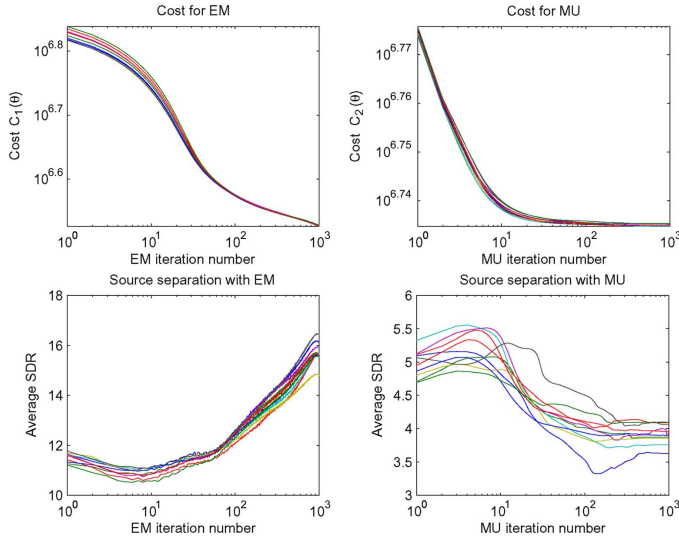 Cost for EM
Cost C₁(θ)
10^6.8
10^6.7
10^6.6
10^0 10^1 10^2 10^3
EM iteration number
Cost for MU
Cost C₂(θ)
10^6.77
10^6.76
10^6.75
10^6.74
10^0 10^1 10^2 10^3
MU iteration number
Source separation with EM
Average SDR
18
16
14
12
10
10^0 10^1 10^2 10^3
EM iteration number
Source separation with MU
Average SDR
6
5.5
5
4.5
4
3.5
3
10^0 10^1 10^2 10^3
MU iteration number